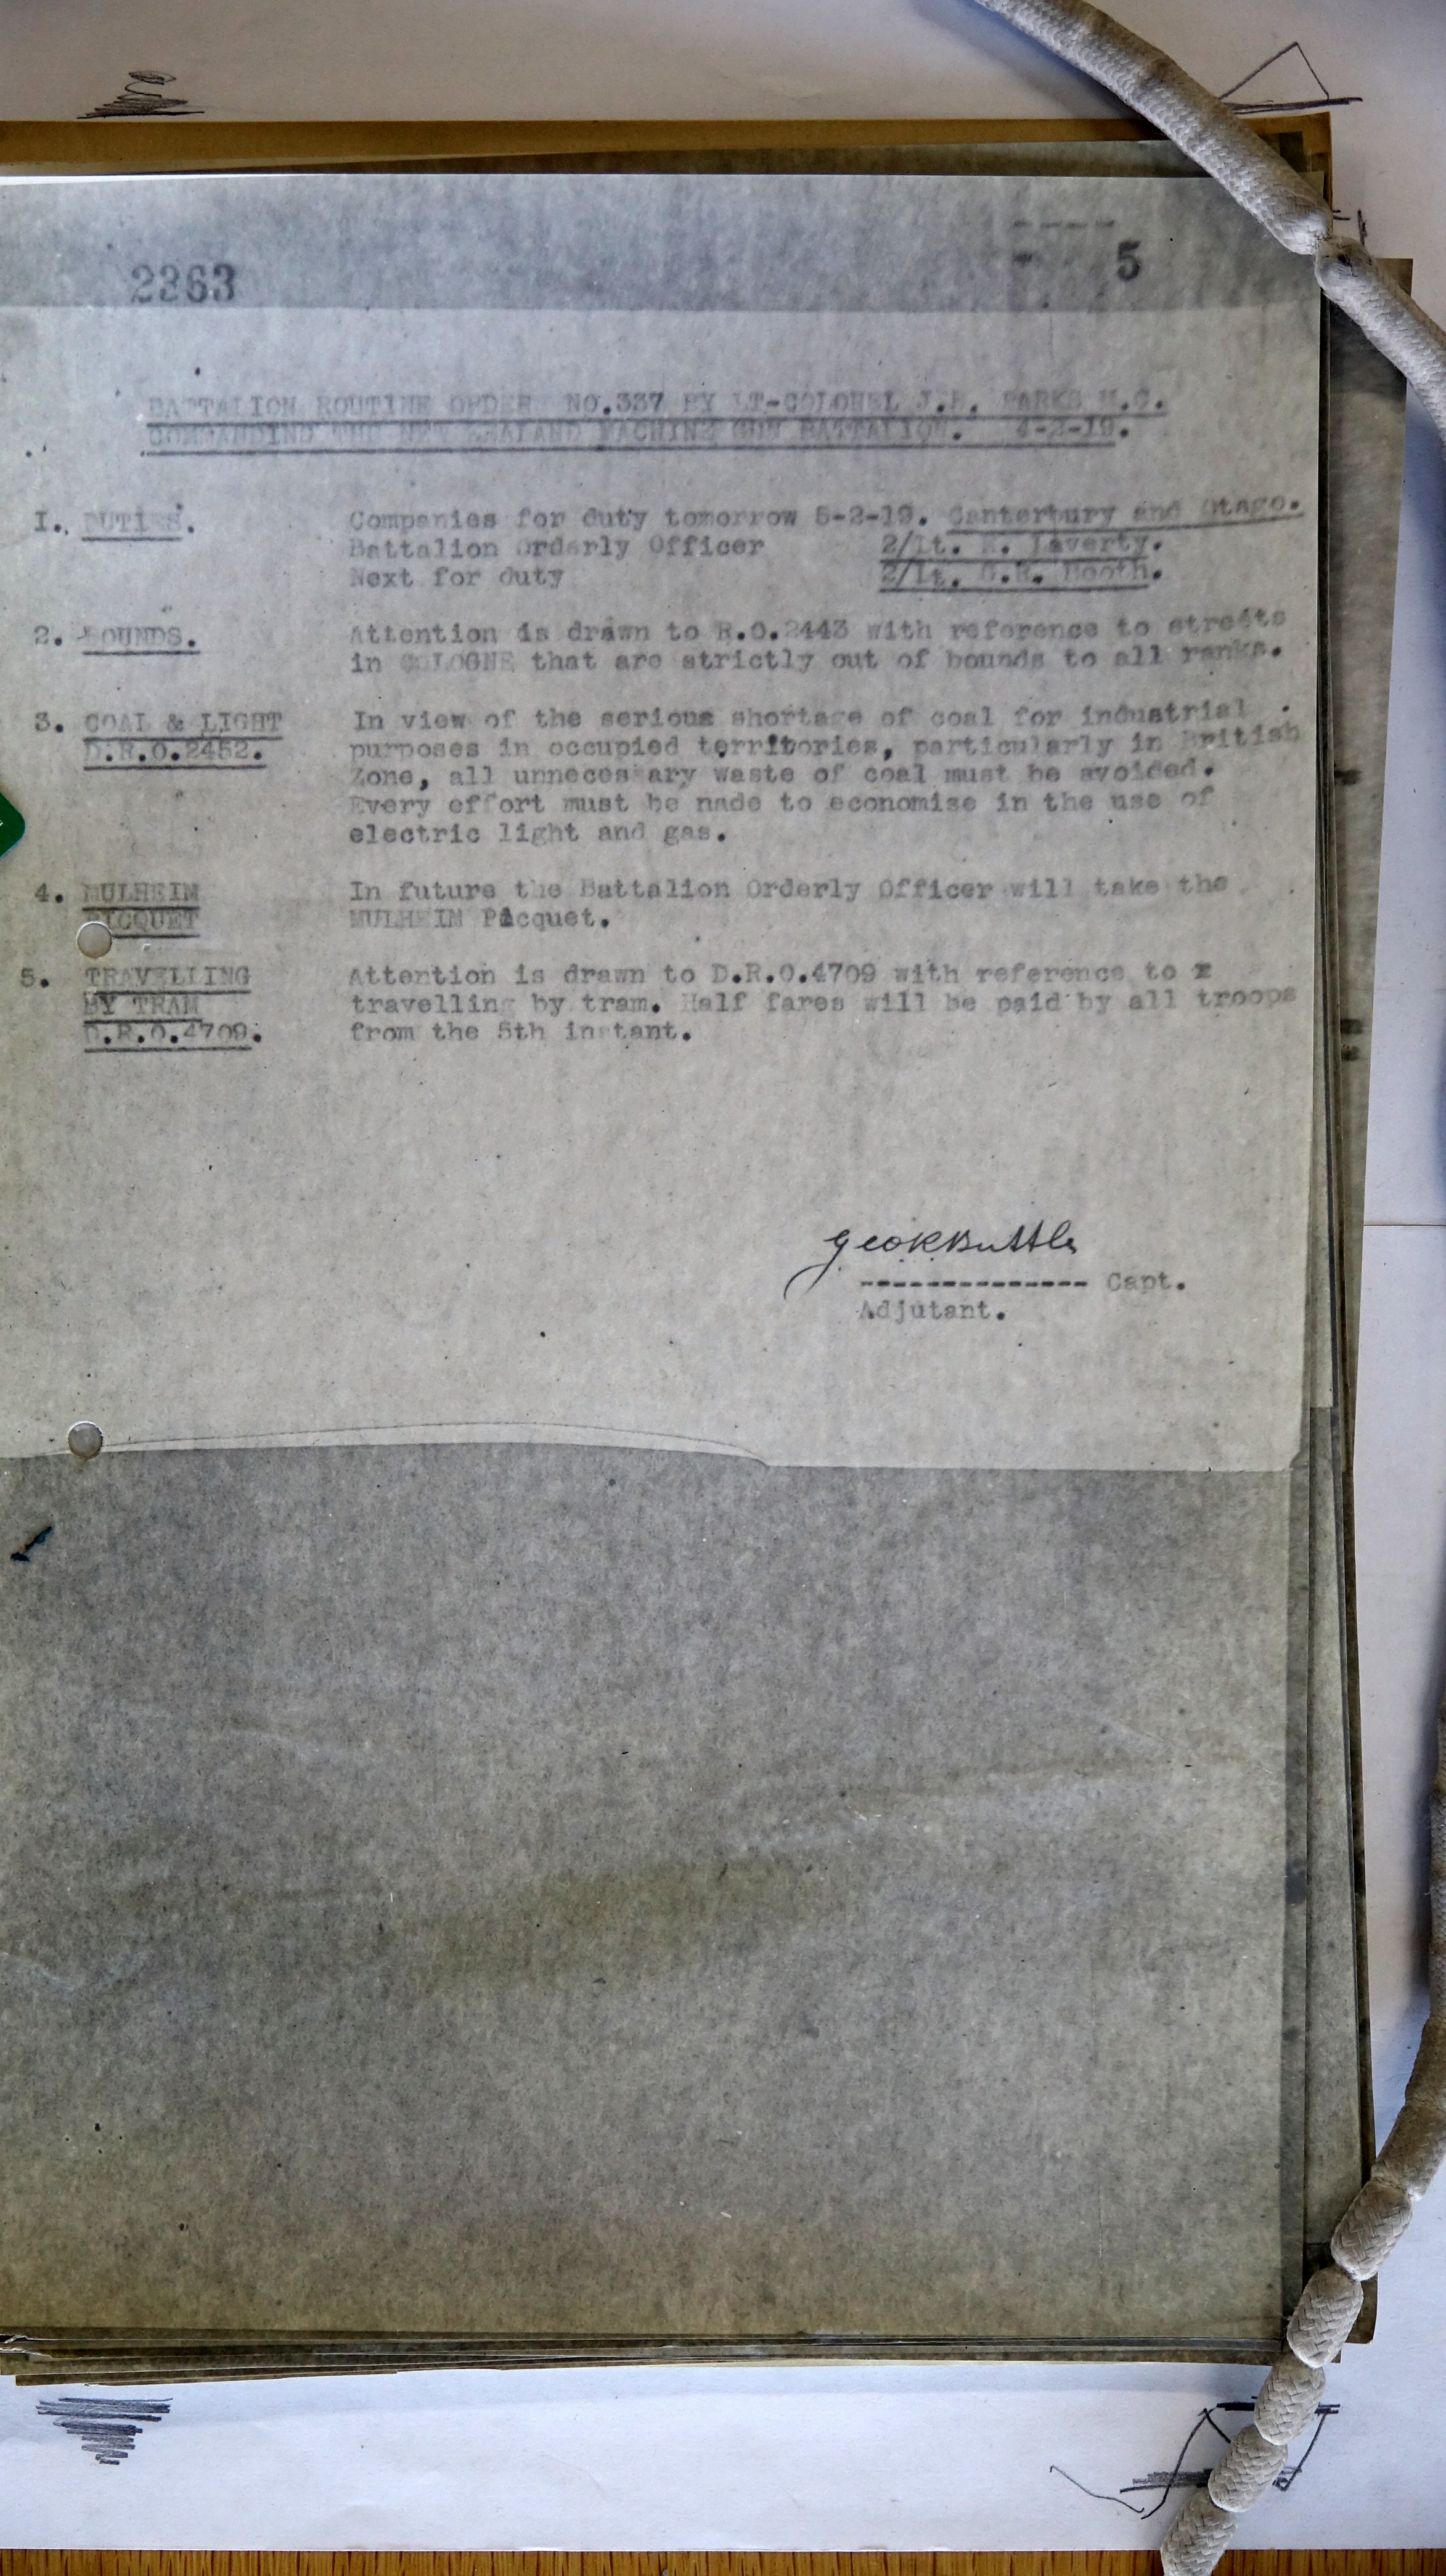 2363
5
BATTALION ROUTINE ORDER NO.337 BY LT-COLONEL J.H. PARKS M.C.
COMMANDING THE NEW ZEALAND MACHINE GUN BATTALION. 4-2-19.
I. DUTIES. Companies for duty tomorrow 5-2-19. Canterbury and Otago.
Battalion Orderly Officer 2/Lt. Laverty.
Next for duty 2/Lt. Booth.
2. BOUNDS. Attention is drawn to R.O.2443 with reference to streets
in COLOGNE that are strictly out of bounds to all ranks.
3. COAL & LIGHT In view of the serious shortage of coal for industrial
D.R.O.2452. purposes in occupied territories, particularly in British
Zone, all unneces ary waste of coal must be avoided.
Every effort must be made to economise in the use of
electric light and gas.
4. MULHEIM In future the Battalion Orderly Officer will take the
PICQUET MULHEIM Picquet.
5. TRAVELLING Attention is drawn to D.R.O.4709 with reference to x
BY TRAM travelling by tram. Half fares will be paid by all troops
D.R.O.4709. from the 5th instant.
Geo K Buttle
-------------- Capt.
Adjutant.